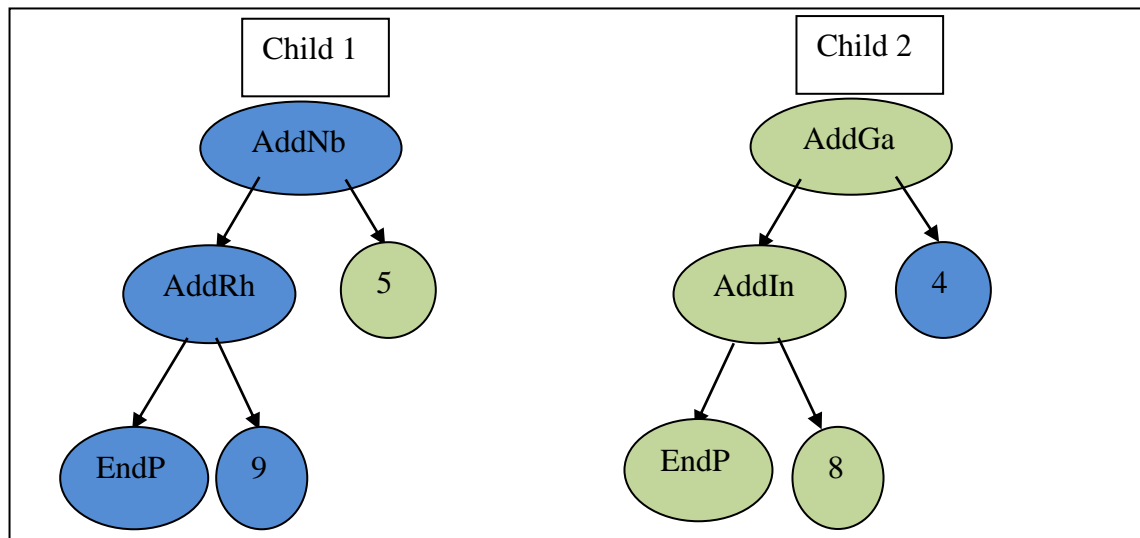 Child 1
AddNb
AddRh
5
EndP
9
Child 2
AddGa
AddIn
4
EndP
8